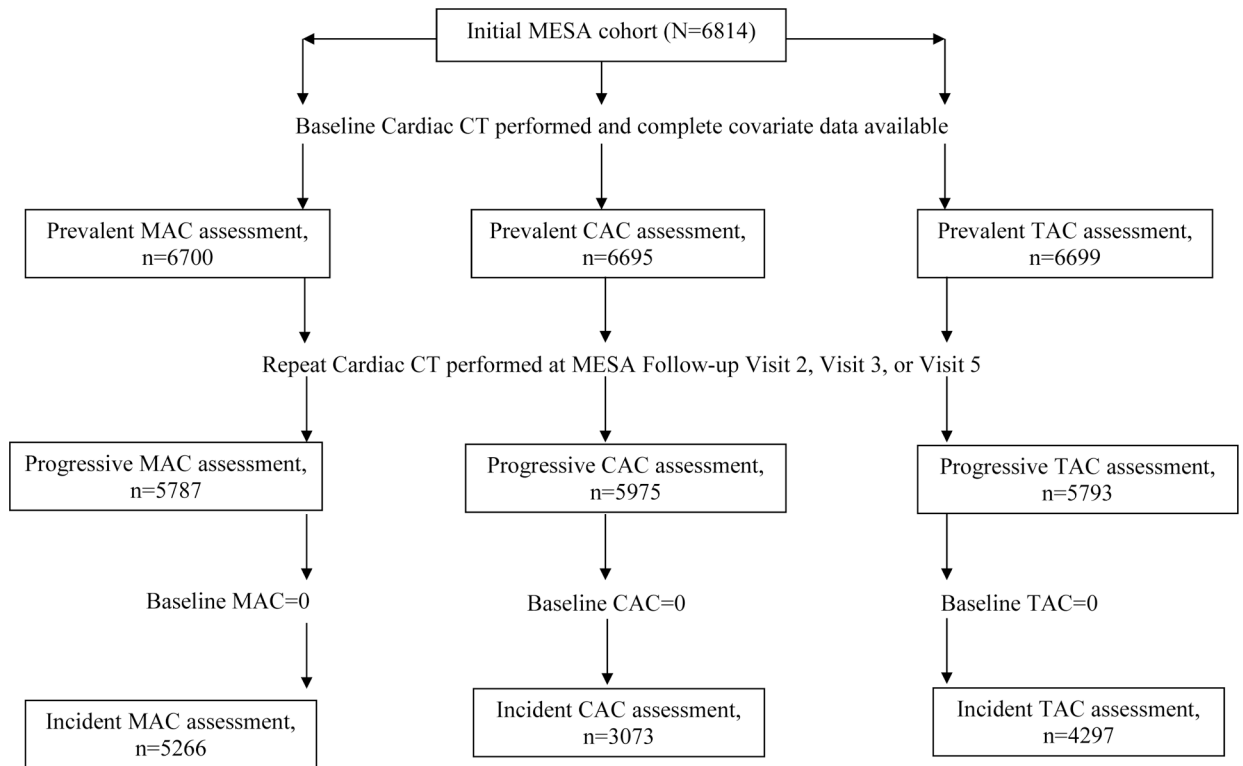 Initial MESA cohort (N=6814)
Baseline Cardiac CT performed and complete covariate data available
Prevalent MAC assessment,
n=6700
Prevalent CAC assessment,
n=6695
Prevalent TAC assessment,
n=6699
Repeat Cardiac CT performed at MESA Follow-up Visit 2, Visit 3, or Visit 5
Progressive MAC assessment,
n=5787
Progressive CAC assessment,
n=5975
Progressive TAC assessment,
n=5793
Baseline MAC=0
Baseline CAC=0
Baseline TAC=0
Incident MAC assessment,
n=5266
Incident CAC assessment,
n=3073
Incident TAC assessment,
n=4297